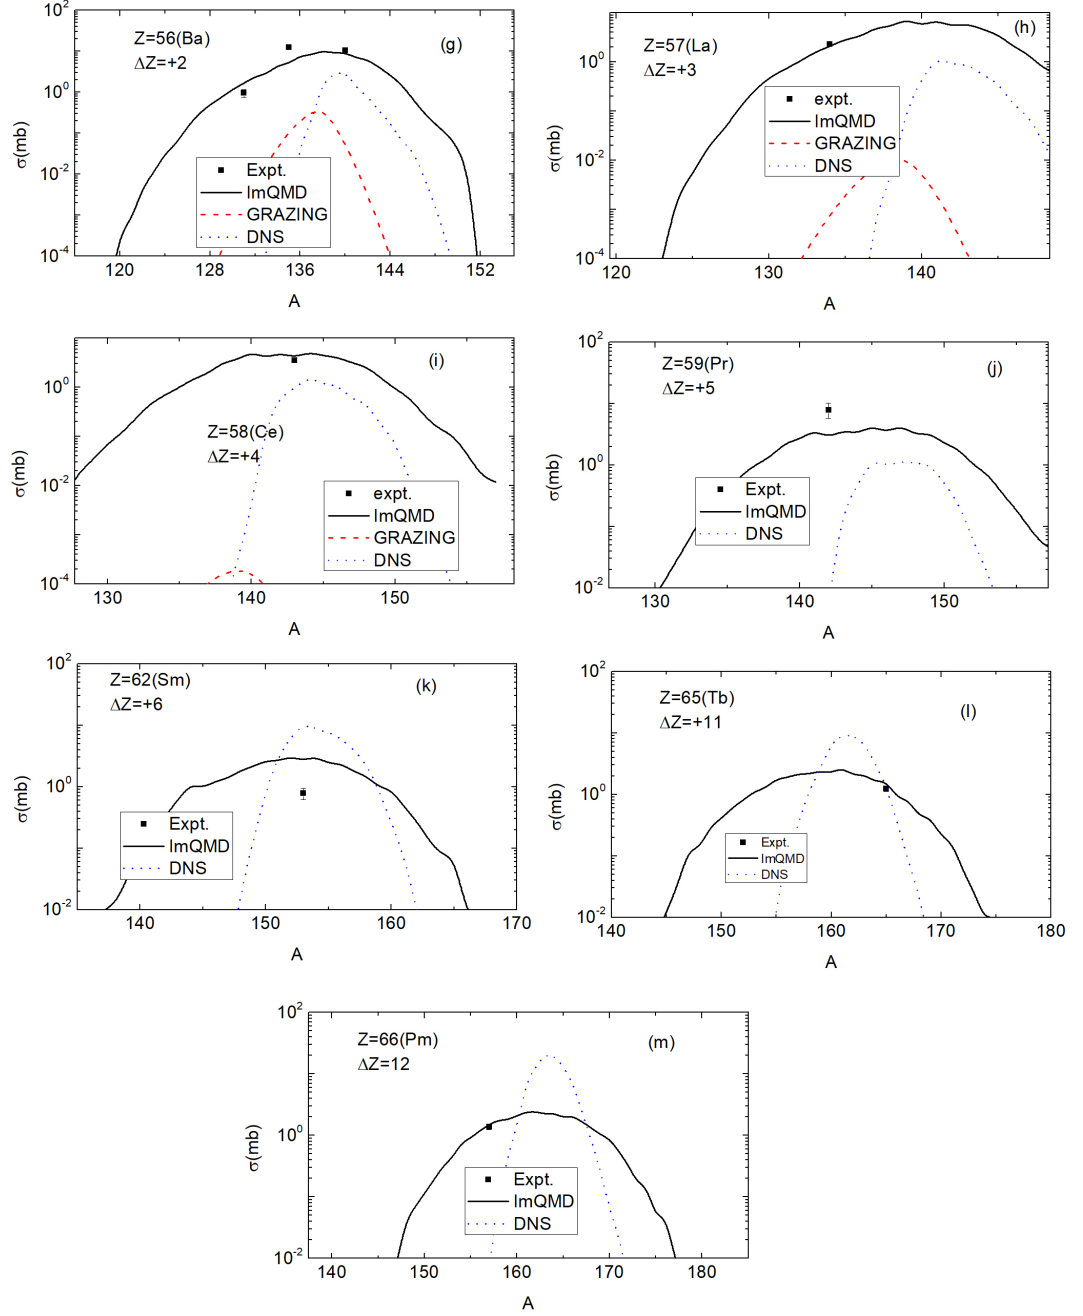 Z=56(Ba)
ΔZ=+2
(g)
10²
10⁰
10⁻²
10⁻⁴
σ(mb)
Expt.
ImQMD
GRAZING
DNS
120 128 136 144 152
A
Z=57(La)
ΔZ=+3
(h)
10⁰
10⁻²
10⁻⁴
σ(mb)
expt.
ImQMD
GRAZING
DNS
120 130 140
A
(i)
Z=58(Ce)
ΔZ=+4
10⁰
10⁻²
10⁻⁴
σ(mb)
expt.
ImQMD
GRAZING
DNS
130 140 150
A
Z=59(Pr)
ΔZ=+5
(j)
10²
10⁰
10⁻²
σ(mb)
Expt.
ImQMD
DNS
130 140 150
A
Z=62(Sm)
ΔZ=+6
(k)
10²
10⁰
10⁻²
σ(mb)
Expt.
ImQMD
DNS
140 150 160 170
A
Z=65(Tb)
ΔZ=+11
(l)
10²
10⁰
10⁻²
σ(mb)
Expt.
ImQMD
DNS
140 150 160 170 180
A
Z=66(Pm)
ΔZ=12
(m)
10²
10⁰
10⁻²
σ(mb)
Expt.
ImQMD
DNS
140 150 160 170 180
A